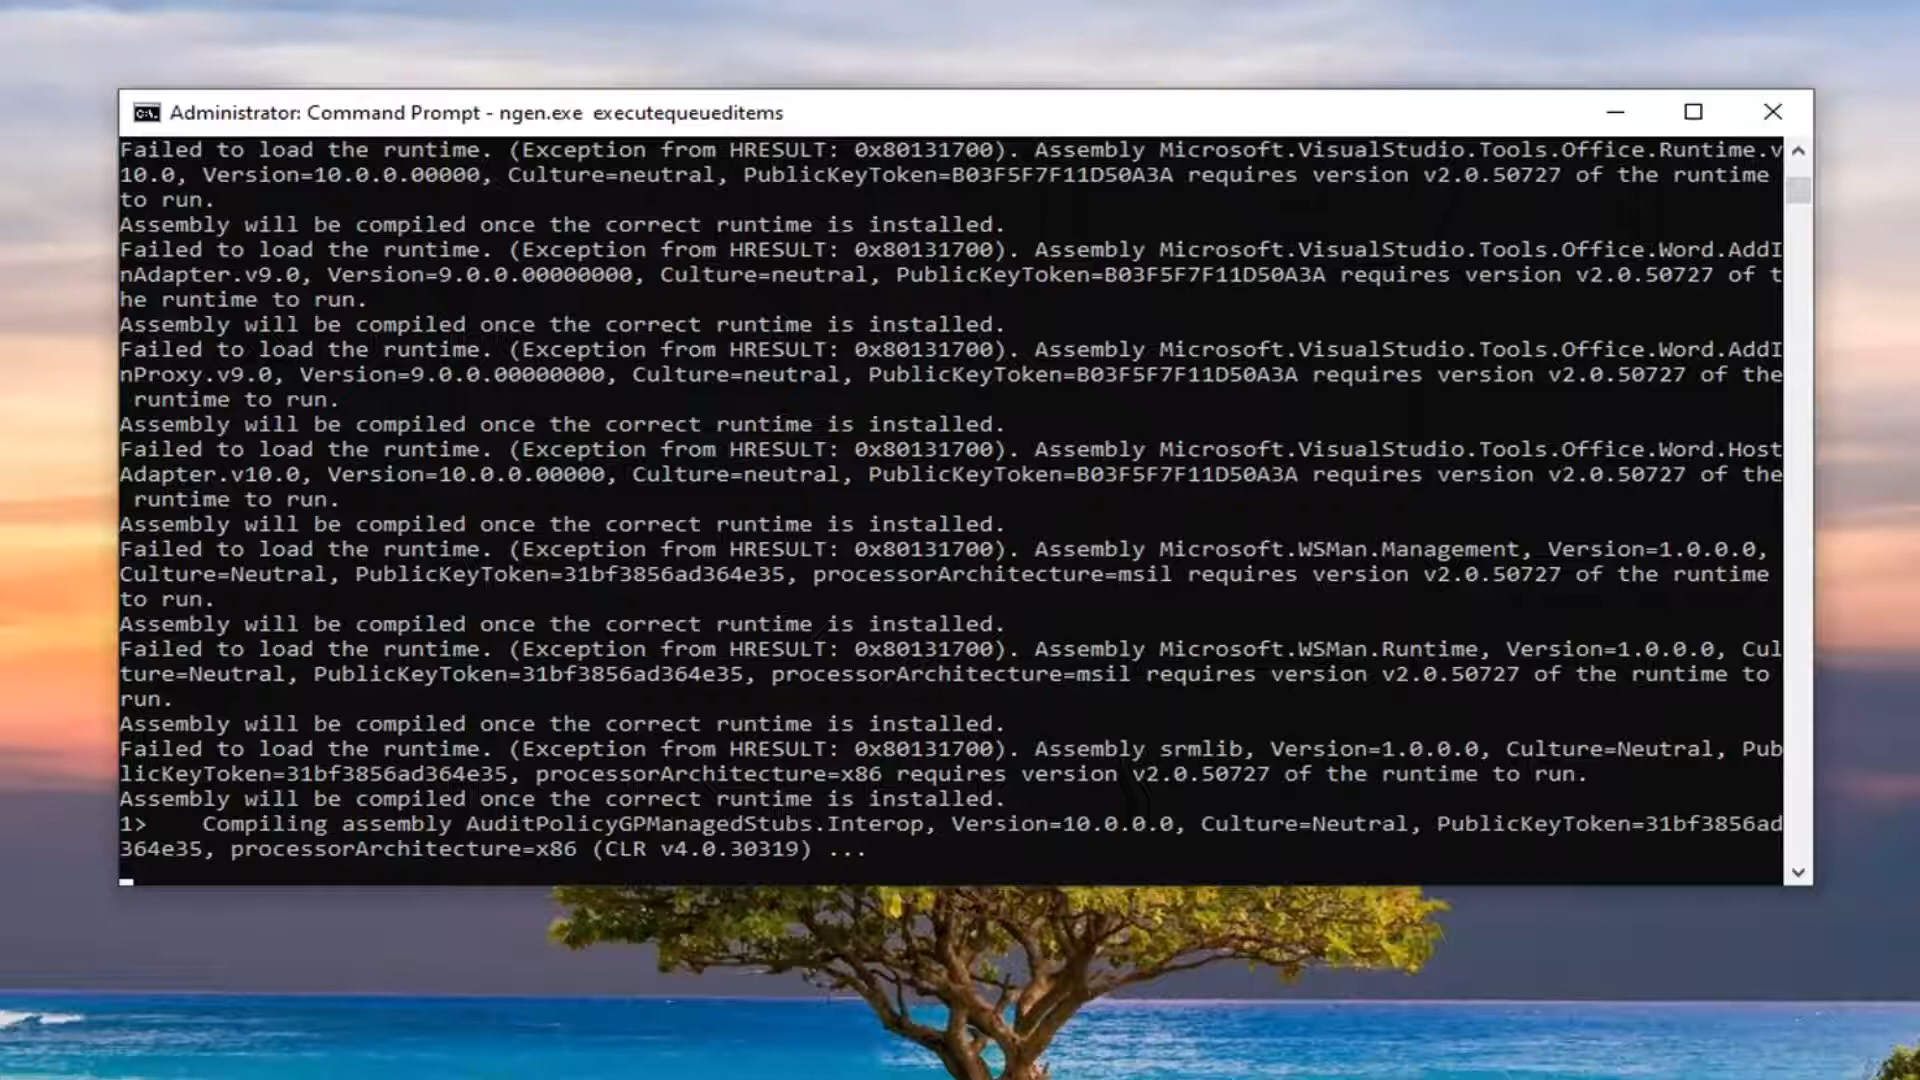 Administrator: Command Prompt - ngen.exe  executequeueditems
Failed to load the runtime. (Exception from HRESULT: 0x80131700). Assembly Microsoft.VisualStudio.Tools.Office.Runtime.v
10.0, Version=10.0.0.00000, Culture=neutral, PublicKeyToken=B03F5F7F11D50A3A requires version v2.0.50727 of the runtime
to run.
Assembly will be compiled once the correct runtime is installed.
Failed to load the runtime. (Exception from HRESULT: 0x80131700). Assembly Microsoft.VisualStudio.Tools.Office.Word.AddI
nAdapter.v9.0, Version=9.0.0.00000000, Culture=neutral, PublicKeyToken=B03F5F7F11D50A3A requires version v2.0.50727 of t
he runtime to run.
Assembly will be compiled once the correct runtime is installed.
Failed to load the runtime. (Exception from HRESULT: 0x80131700). Assembly Microsoft.VisualStudio.Tools.Office.Word.AddI
nProxy.v9.0, Version=9.0.0.00000000, Culture=neutral, PublicKeyToken=B03F5F7F11D50A3A requires version v2.0.50727 of the
 runtime to run.
Assembly will be compiled once the correct runtime is installed.
Failed to load the runtime. (Exception from HRESULT: 0x80131700). Assembly Microsoft.VisualStudio.Tools.Office.Word.Host
Adapter.v10.0, Version=10.0.0.00000, Culture=neutral, PublicKeyToken=B03F5F7F11D50A3A requires version v2.0.50727 of the
 runtime to run.
Assembly will be compiled once the correct runtime is installed.
Failed to load the runtime. (Exception from HRESULT: 0x80131700). Assembly Microsoft.WSMan.Management, Version=1.0.0.0,
Culture=Neutral, PublicKeyToken=31bf3856ad364e35, processorArchitecture=msil requires version v2.0.50727 of the runtime
to run.
Assembly will be compiled once the correct runtime is installed.
Failed to load the runtime. (Exception from HRESULT: 0x80131700). Assembly Microsoft.WSMan.Runtime, Version=1.0.0.0, Cul
ture=Neutral, PublicKeyToken=31bf3856ad364e35, processorArchitecture=msil requires version v2.0.50727 of the runtime to
run.
Assembly will be compiled once the correct runtime is installed.
Failed to load the runtime. (Exception from HRESULT: 0x80131700). Assembly srmlib, Version=1.0.0.0, Culture=Neutral, Pub
licKeyToken=31bf3856ad364e35, processorArchitecture=x86 requires version v2.0.50727 of the runtime to run.
Assembly will be compiled once the correct runtime is installed.
1>    Compiling assembly AuditPolicyGPManagedStubs.Interop, Version=10.0.0.0, Culture=Neutral, PublicKeyToken=31bf3856ad
364e35, processorArchitecture=x86 (CLR v4.0.30319) ...